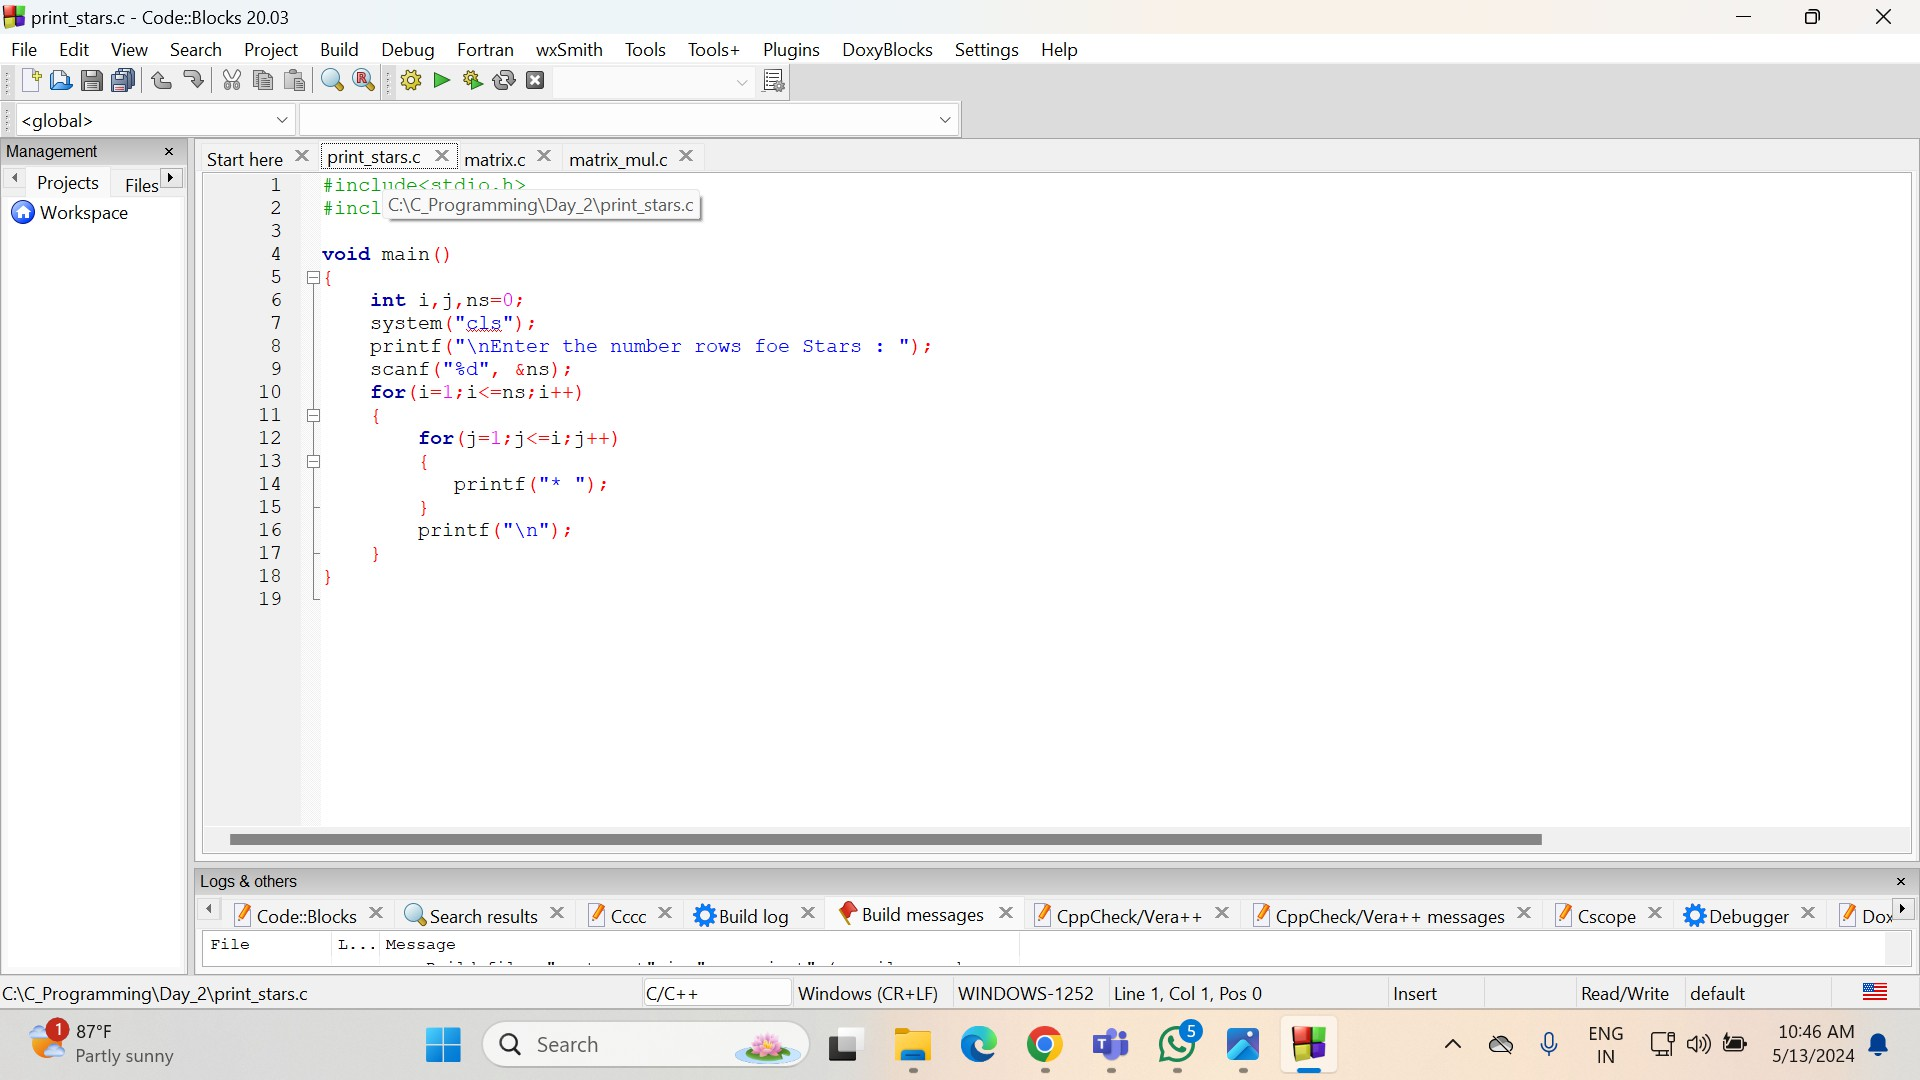 print_stars.c - Code::Blocks 20.03
File Edit View Search Project Build Debug Fortran wxSmith Tools Tools+ Plugins DoxyBlocks Settings Help
<global>
Management
Projects Files
Workspace
Start here print_stars.c matrix.c matrix_mul.c
1 #include<stdio.h>
2 #incl
C:\C_Programming\Day_2\print_stars.c
3
4 void main()
5 {
6 int i,j,ns=0;
7 system("cls");
8 printf("\nEnter the number rows foe Stars : ");
9 scanf("%d", &ns);
10 for(i=1;i<=ns;i++)
11 {
12 for(j=1;j<=i;j++)
13 {
14 printf("* ");
15 }
16 printf("\n");
17 }
18 }
19
Logs & others
Code::Blocks Search results Cccc Build log Build messages CppCheck/Vera++ CppCheck/Vera++ messages Cscope Debugger Dox
File L... Message
C:\C_Programming\Day_2\print_stars.c C/C++ Windows (CR+LF) WINDOWS-1252 Line 1, Col 1, Pos 0 Insert Read/Write default
1 87°F
Partly sunny
Search
T
5
ENG
IN
10:46 AM
5/13/2024